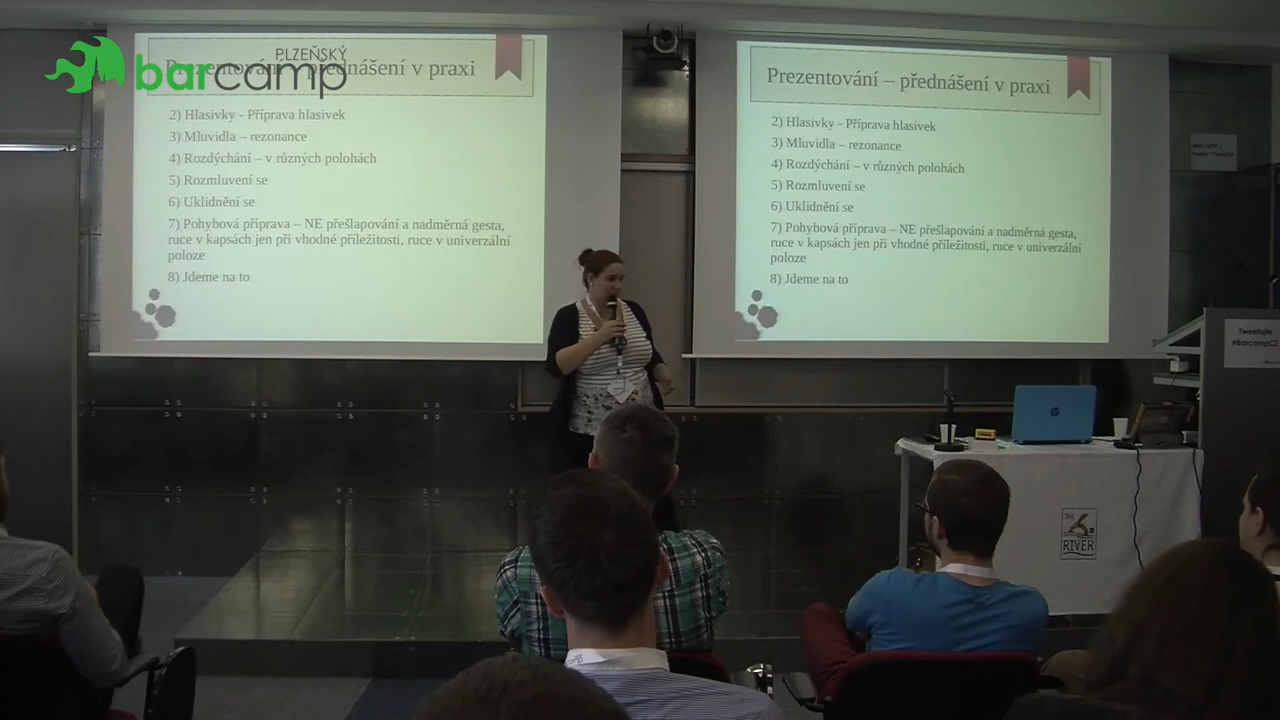 PLZEŇSKÝ
barcamp
přednášení v praxi
2) Hlasivky - Příprava hlasivek
3) Mluvidla – rezonance
4) Rozdýchání – v různých polohách
5) Rozmluvení se
6) Uklidnění se
7) Pohybová příprava – NE přešlapování a nadměrná gesta,
ruce v kapsách jen při vhodné příležitosti, ruce v univerzální
poloze
8) Jdeme na to
Prezentování – přednášení v praxi
2) Hlasivky - Příprava hlasivek
3) Mluvidla – rezonance
4) Rozdýchání – v různých polohách
5) Rozmluvení se
6) Uklidnění se
7) Pohybová příprava – NE přešlapování a nadměrná gesta,
ruce v kapsách jen při vhodné příležitosti, ruce v univerzální
poloze
8) Jdeme na to
Tweetujte
#BarcampCZ
hp
THE
RIVER